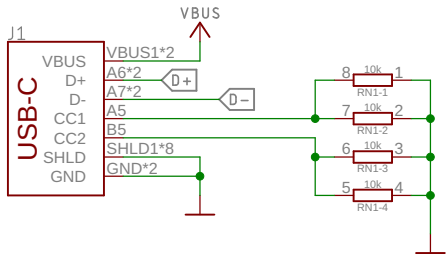 VBUS
J1
USB-C
VBUS VBUS1*2
D+ A6*2 D+
D- A7*2 D-
CC1 A5
CC2 B5
SHLD SHLD1*8
GND GND*2
8 10k 1
RN1-1
7 10k 2
RN1-2
6 10k 3
RN1-3
5 10k 4
RN1-4